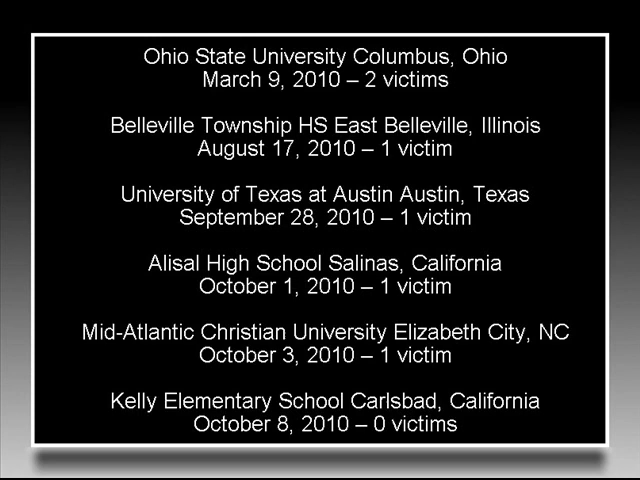 Ohio State University Columbus, Ohio
March 9, 2010 – 2 victims
Belleville Township HS East Belleville, Illinois
August 17, 2010 – 1 victim
University of Texas at Austin Austin, Texas
September 28, 2010 – 1 victim
Alisal High School Salinas, California
October 1, 2010 – 1 victim
Mid-Atlantic Christian University Elizabeth City, NC
October 3, 2010 – 1 victim
Kelly Elementary School Carlsbad, California
October 8, 2010 – 0 victims